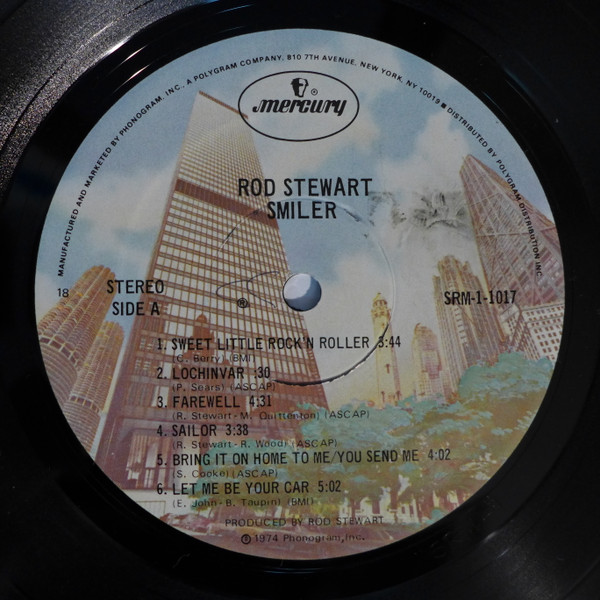 MANUFACTURED AND MARKETED BY PHONOGRAM, INC., A POLYGRAM COMPANY, 810 7TH AVENUE, NEW YORK, NY 10019 ■ DISTRIBUTED BY POLYGRAM DISTRIBUTION INC.
mercury ®
ROD STEWART
SMILER
18
STEREO
SIDE A
SRM-1-1017
®
1. SWEET LITTLE ROCK'N ROLLER 3:44
(C. Berry) (BMI)
2. LOCHINVAR :30
(P. Sears) (ASCAP)
3. FAREWELL 4:31
(R. Stewart-M. Quittenton) (ASCAP)
4. SAILOR 3:38
(R. Stewart-R. Wood) (ASCAP)
5. BRING IT ON HOME TO ME/YOU SEND ME 4:02
(S. Cooke) (ASCAP)
6. LET ME BE YOUR CAR 5:02
(E. John-B. Taupin) (BMI)
PRODUCED BY ROD STEWART
℗ 1974 Phonogram, Inc.